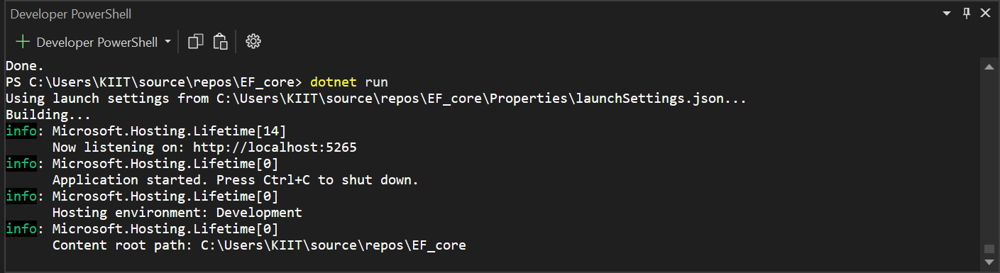 Developer PowerShell
Developer PowerShell
Done.
PS C:\Users\KIIT\source\repos\EF_core> dotnet run
Using launch settings from C:\Users\KIIT\source\repos\EF_core\Properties\launchSettings.json...
Building...
info: Microsoft.Hosting.Lifetime[14]
      Now listening on: http://localhost:5265
info: Microsoft.Hosting.Lifetime[0]
      Application started. Press Ctrl+C to shut down.
info: Microsoft.Hosting.Lifetime[0]
      Hosting environment: Development
info: Microsoft.Hosting.Lifetime[0]
      Content root path: C:\Users\KIIT\source\repos\EF_core